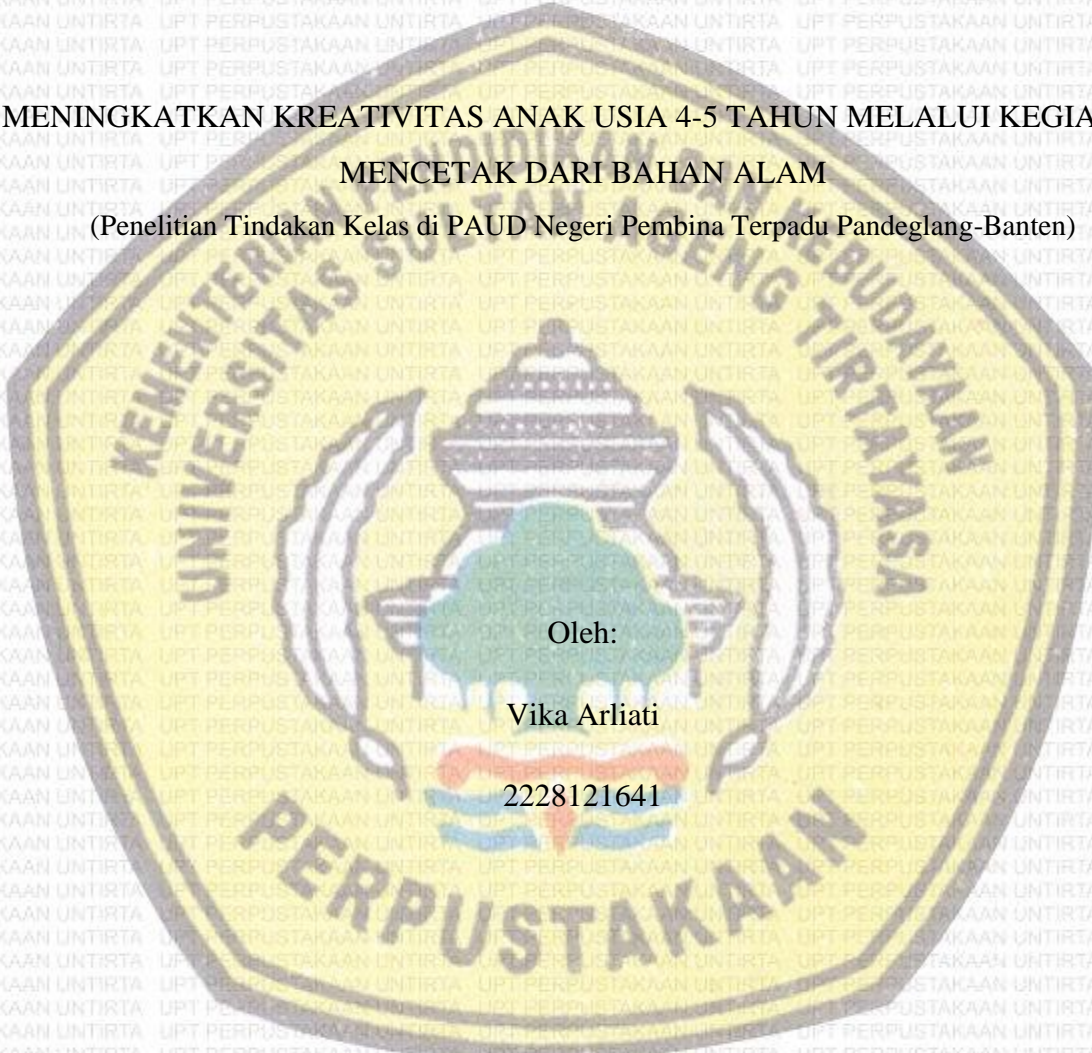 MENINGKATKAN KREATIVITAS ANAK USIA 4-5 TAHUN MELALUI KEGIA
MENCETAK DARI BAHAN ALAM
(Penelitian Tindakan Kelas di PAUD Negeri Pembina Terpadu Pandeglang-Banten)
KEMENTERIAN PENDIDIKAN DAN KEBUDAYAAN
UNIVERSITAS SULTAN AGENG TIRTAYASA
Oleh:
Vika Arliati
2228121641
PERPUSTAKAAN